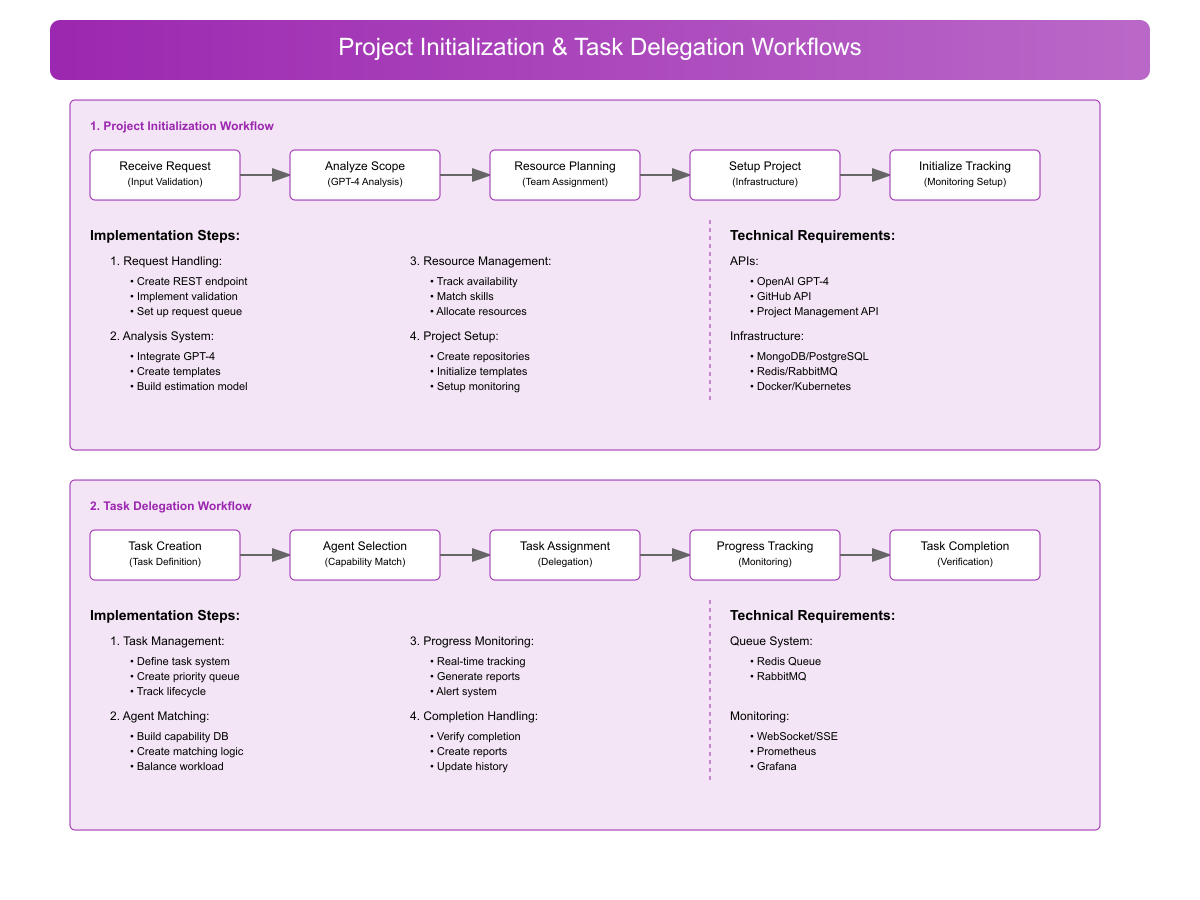 Project Initialization & Task Delegation Workflows
1. Project Initialization Workflow
Receive Request
(Input Validation)
Analyze Scope
(GPT-4 Analysis)
Resource Planning
(Team Assignment)
Setup Project
(Infrastructure)
Initialize Tracking
(Monitoring Setup)
Implementation Steps:
1. Request Handling:
• Create REST endpoint
• Implement validation
• Set up request queue
2. Analysis System:
• Integrate GPT-4
• Create templates
• Build estimation model
3. Resource Management:
• Track availability
• Match skills
• Allocate resources
4. Project Setup:
• Create repositories
• Initialize templates
• Setup monitoring
Technical Requirements:
APIs:
• OpenAI GPT-4
• GitHub API
• Project Management API
Infrastructure:
• MongoDB/PostgreSQL
• Redis/RabbitMQ
• Docker/Kubernetes
2. Task Delegation Workflow
Task Creation
(Task Definition)
Agent Selection
(Capability Match)
Task Assignment
(Delegation)
Progress Tracking
(Monitoring)
Task Completion
(Verification)
Implementation Steps:
1. Task Management:
• Define task system
• Create priority queue
• Track lifecycle
2. Agent Matching:
• Build capability DB
• Create matching logic
• Balance workload
3. Progress Monitoring:
• Real-time tracking
• Generate reports
• Alert system
4. Completion Handling:
• Verify completion
• Create reports
• Update history
Technical Requirements:
Queue System:
• Redis Queue
• RabbitMQ
Monitoring:
• WebSocket/SSE
• Prometheus
• Grafana